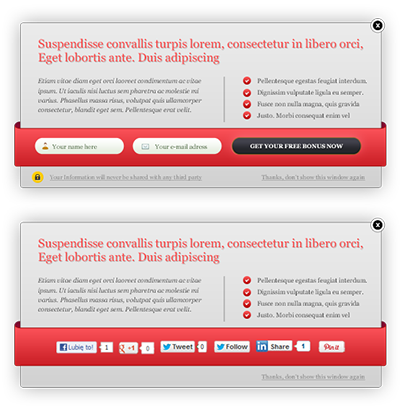 Suspendisse convallis turpis lorem, consectetur in libero orci,
Eget lobortis ante. Duis adipiscing
Etiam vitae diam eget orci laoreet condimentum ac vitae
ipsum. Ut iaculis nisi luctus sem pharetra ac molestie mi
varius. Phasellus massa risus, volutpat quis ullamcorper
consectetur, blandit bibendum orci. Phasellus eget erat velit.
Pellentesque egestas feugiat interdum.
Dignissim vulputate ligula eu semper.
Fusce non nulla magna, quis gravida
Justo. Morbi consequat enim vel
Your name here
Your e-mail adress
GET YOUR FREE BONUS NOW
Your Information will never be shared with any third party
Thanks, don't show this window again
Suspendisse convallis turpis lorem, consectetur in libero orci,
Eget lobortis ante. Duis adipiscing
Etiam vitae diam eget orci laoreet condimentum ac vitae
ipsum. Ut iaculis nisi luctus sem pharetra ac molestie mi
varius. Phasellus massa risus, volutpat quis ullamcorper
consectetur, blandit bibendum orci. Phasellus eget erat velit.
Pellentesque egestas feugiat interdum.
Dignissim vulputate ligula eu semper.
Fusce non nulla magna, quis gravida
Justo. Morbi consequat enim vel
Lubię to! 1 +1 0 Tweet 0 Follow in Share 1 Pin it
Thanks, don't show this window again